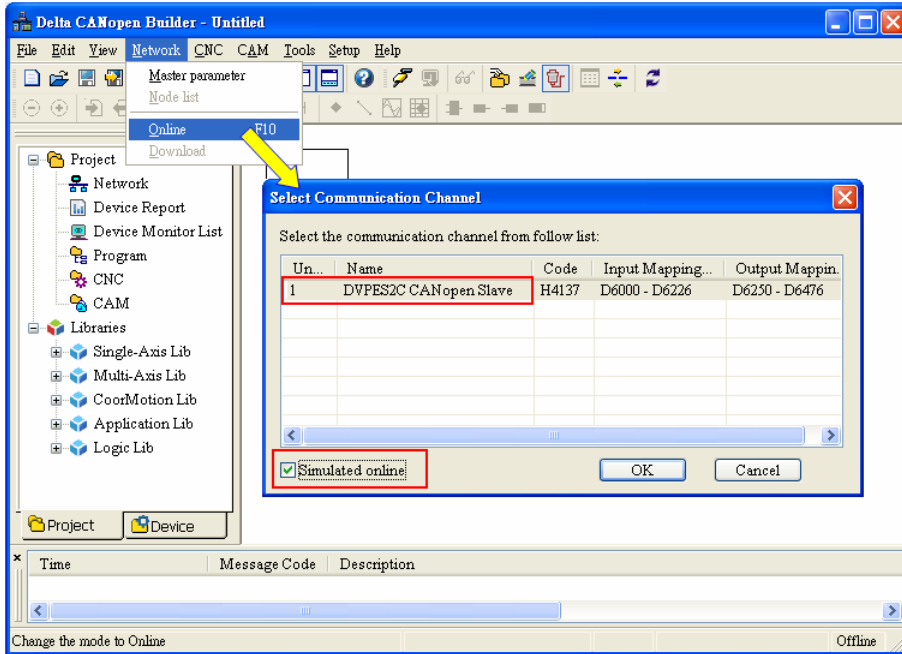 Delta CANopen Builder - Untitled
File Edit View Network CNC CAM Tools Setup Help
Master parameter
Node list
Online F10
Download
Project
Network
Device Report
Device Monitor List
Program
CNC
CAM
Libraries
Single-Axis Lib
Multi-Axis Lib
CoorMotion Lib
Application Lib
Logic Lib
Project Device
Select Communication Channel
Select the communication channel from follow list:
Un... Name Code Input Mapping... Output Mappin.
1 DVPES2C CANopen Slave H4137 D6000 - D6226 D6250 - D6476
Simulated online OK Cancel
Time Message Code Description
Change the mode to Online Offline